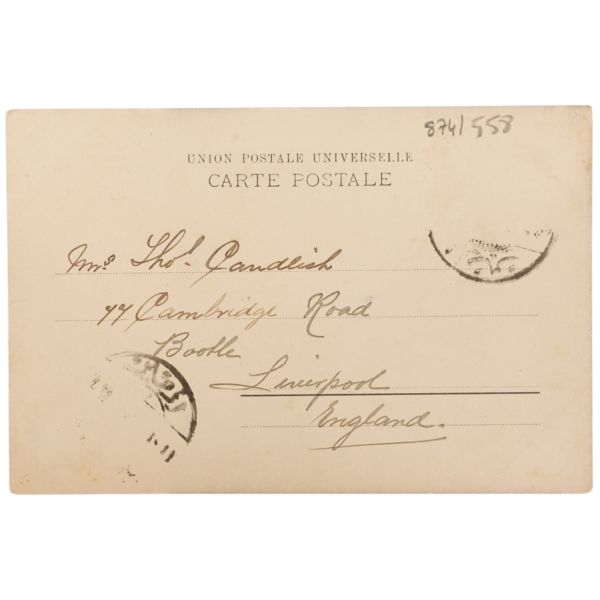 874/558
UNION POSTALE UNIVERSELLE
CARTE POSTALE
Mrs Thos. Candlish
77 Cambridge Road
Bootle
Liverpool
England.